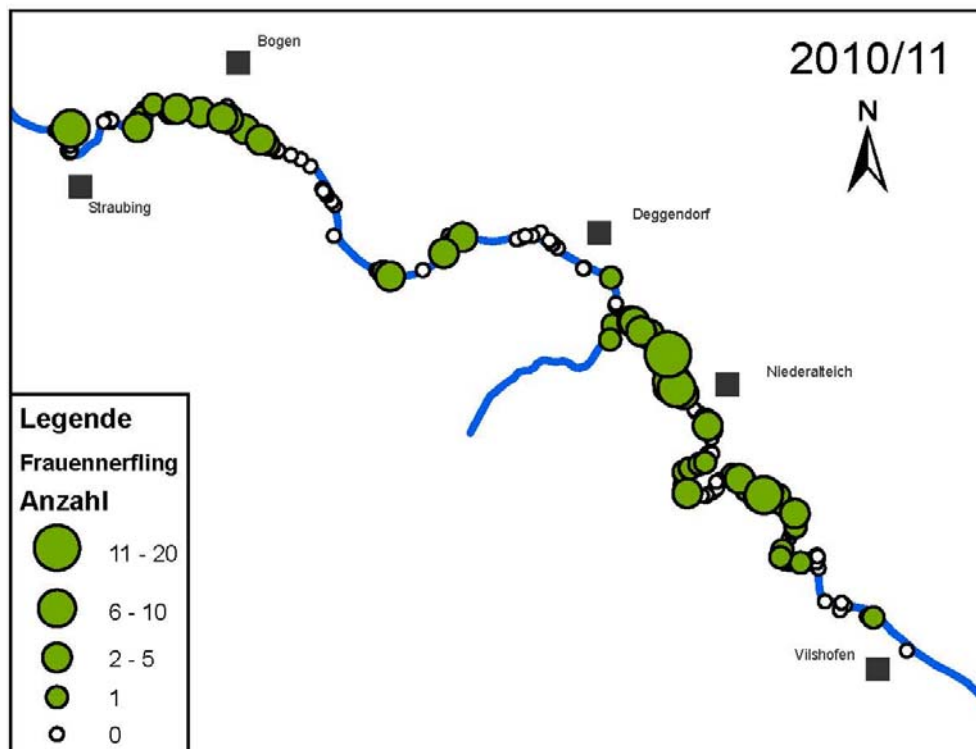 2010/11
N
Bogen
Straubing
Deggendorf
Niederalteich
Vilshofen
Legende
Frauennerfling
Anzahl
11 - 20
6 - 10
2 - 5
1
0